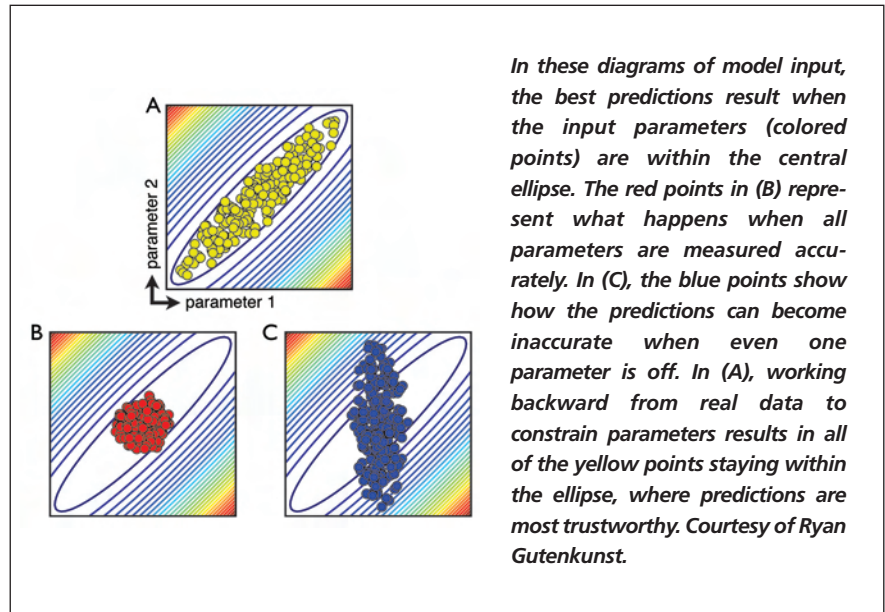 A
parameter 2
parameter 1
B
C
In these diagrams of model input,
the best predictions result when
the input parameters (colored
points) are within the central
ellipse. The red points in (B) repre-
sent what happens when all
parameters are measured accu-
rately. In (C), the blue points show
how the predictions can become
inaccurate when even one
parameter is off. In (A), working
backward from real data to
constrain parameters results in all
of the yellow points staying within
the ellipse, where predictions are
most trustworthy. Courtesy of Ryan
Gutenkunst.